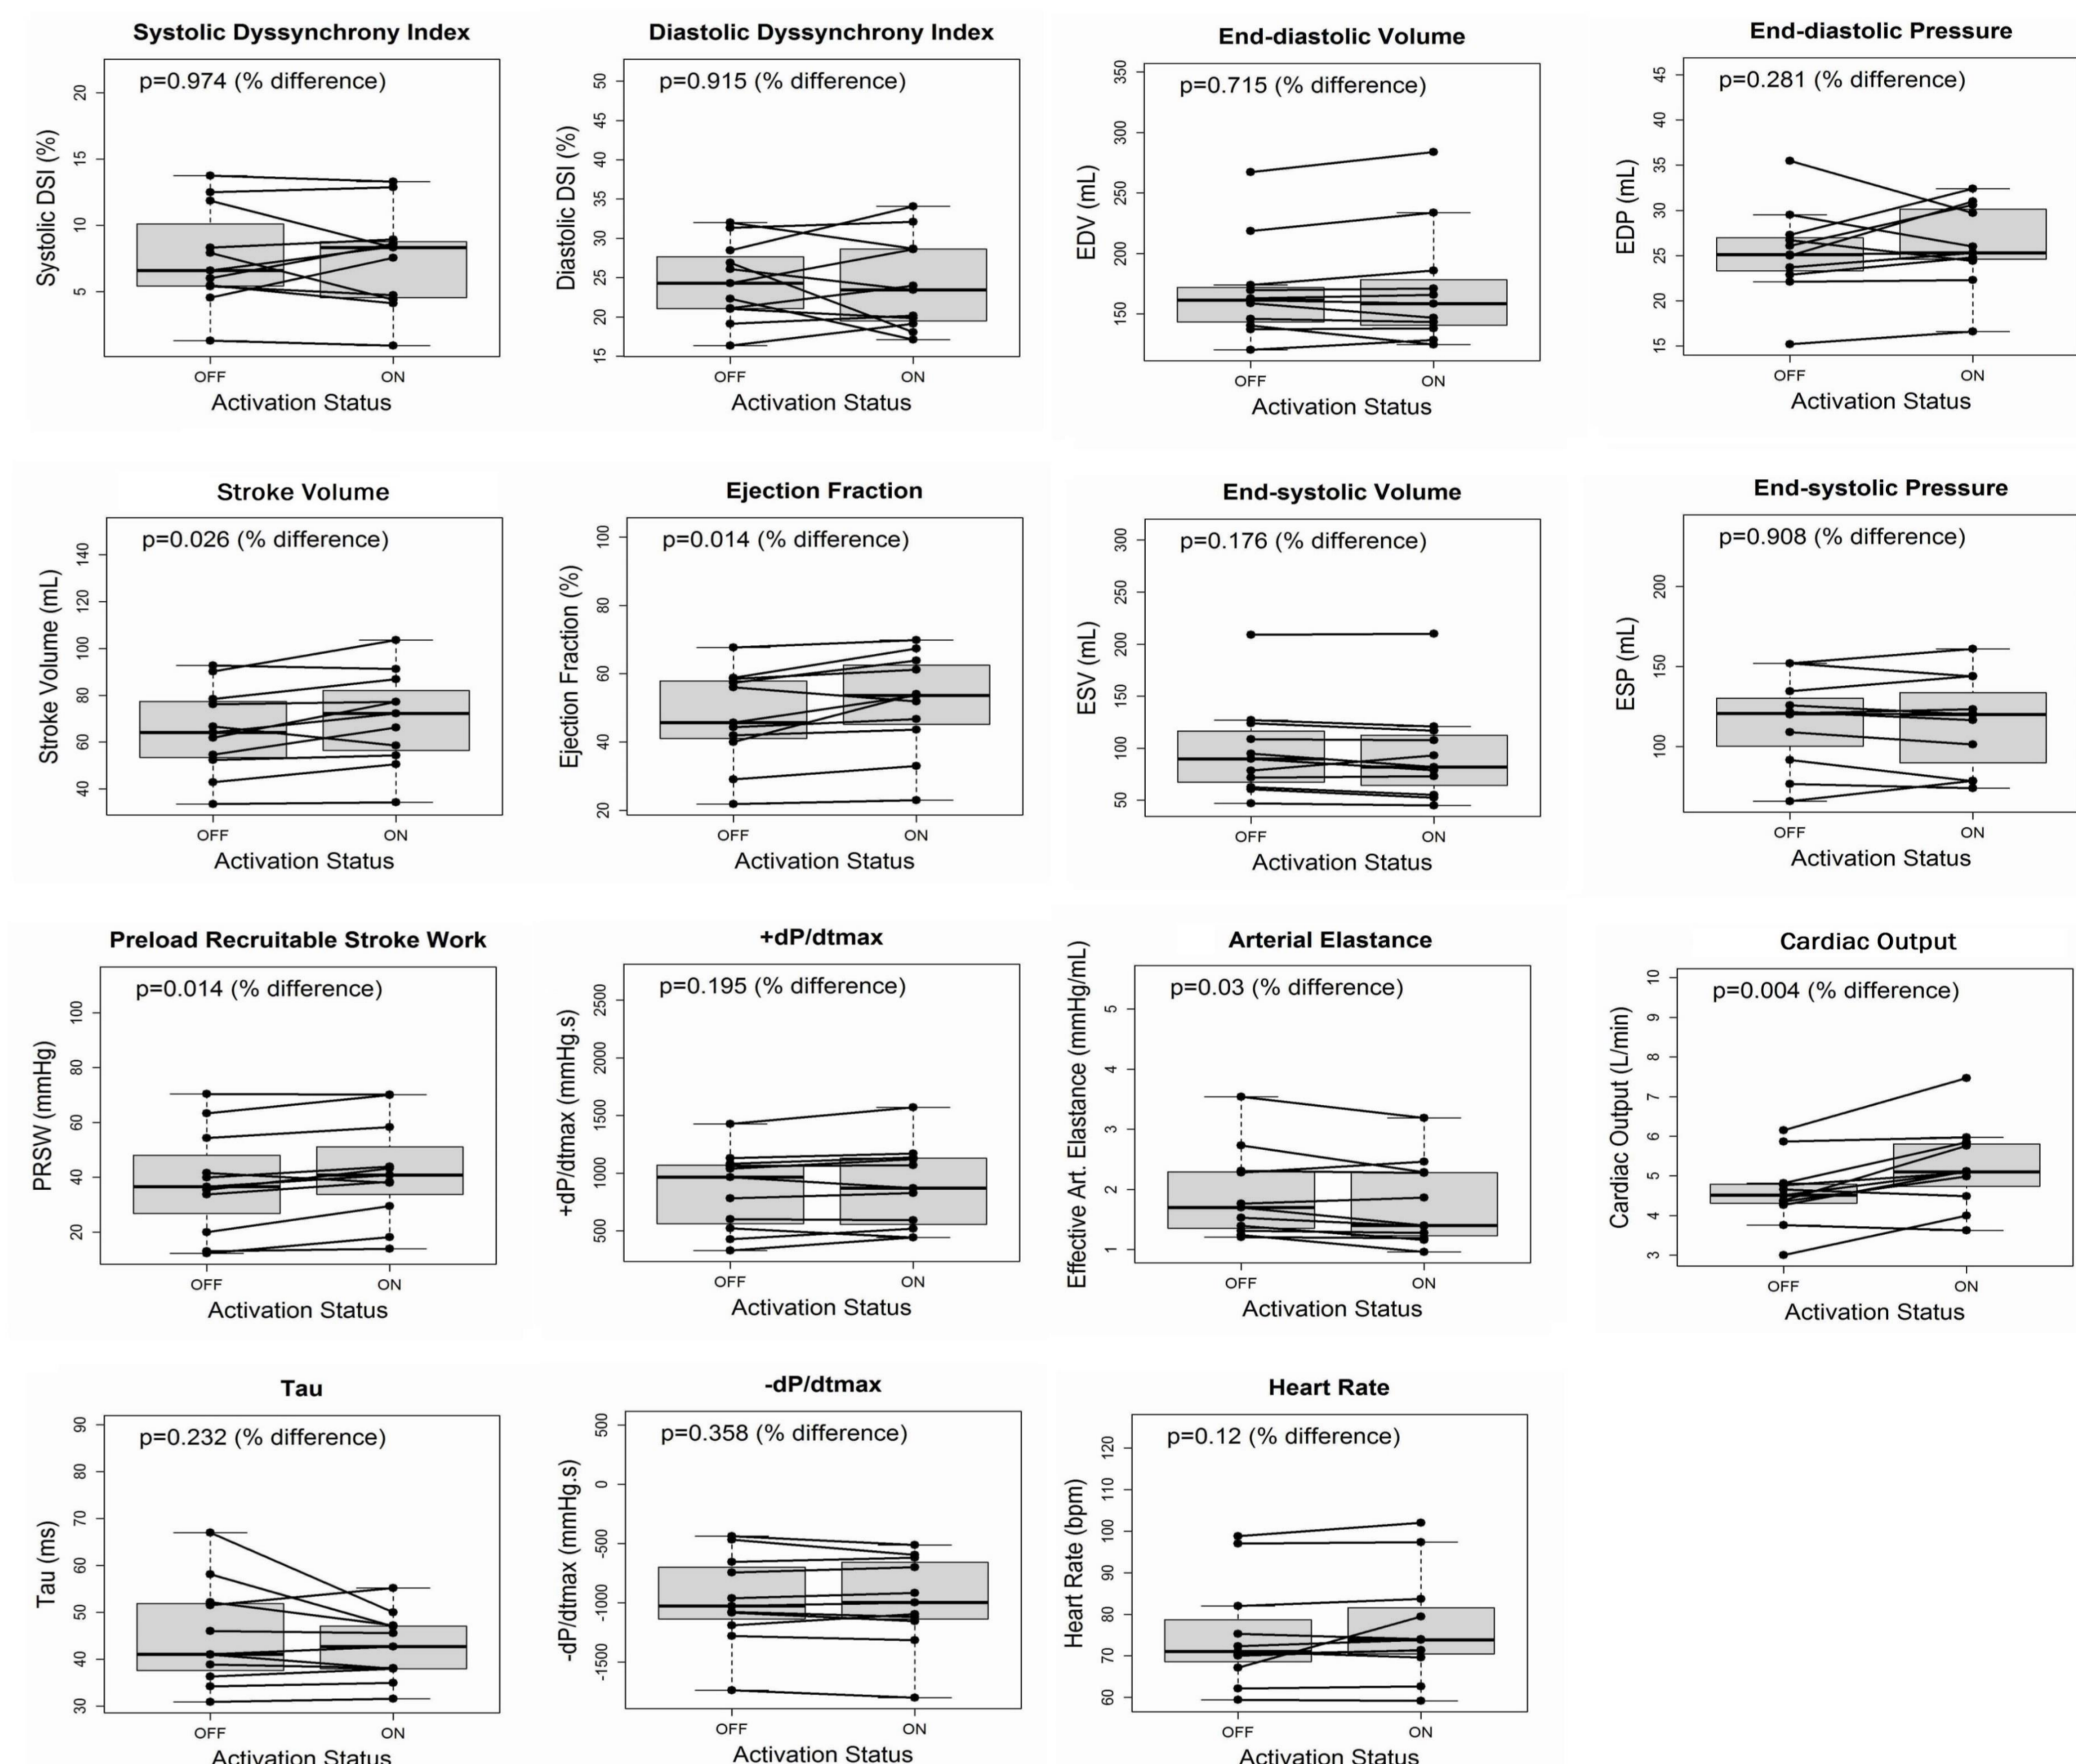 Systolic Dyssynchrony Index
p=0.974 (% difference)
Systolic DSI (%)
20
15
10
5
OFF
ON
Activation Status
Diastolic Dyssynchrony Index
p=0.915 (% difference)
Diastolic DSI (%)
50
45
40
35
30
25
20
15
OFF
ON
Activation Status
End-diastolic Volume
p=0.715 (% difference)
EDV (mL)
350
300
250
200
150
OFF
ON
Activation Status
End-diastolic Pressure
p=0.281 (% difference)
EDP (mL)
45
40
35
30
25
20
15
OFF
ON
Activation Status
Stroke Volume
p=0.026 (% difference)
Stroke Volume (mL)
140
120
100
80
60
40
OFF
ON
Activation Status
Ejection Fraction
p=0.014 (% difference)
Ejection Fraction (%)
100
80
60
40
20
OFF
ON
Activation Status
End-systolic Volume
p=0.176 (% difference)
ESV (mL)
300
250
200
150
100
50
OFF
ON
Activation Status
End-systolic Pressure
p=0.908 (% difference)
ESP (mL)
200
150
100
OFF
ON
Activation Status
Preload Recruitable Stroke Work
p=0.014 (% difference)
PRSW (mmHg)
100
80
60
40
20
OFF
ON
Activation Status
+dP/dtmax
p=0.195 (% difference)
+dP/dtmax (mmHg.s)
2500
2000
1500
1000
500
OFF
ON
Activation Status
Arterial Elastance
p=0.03 (% difference)
Effective Art. Elastance (mmHg/mL)
5
4
3
2
1
OFF
ON
Activation Status
Cardiac Output
p=0.004 (% difference)
Cardiac Output (L/min)
10
9
8
7
6
5
4
3
OFF
ON
Activation Status
Tau
p=0.232 (% difference)
Tau (ms)
90
80
70
60
50
40
30
OFF
ON
Activation Status
-dP/dtmax
p=0.358 (% difference)
-dP/dtmax (mmHg.s)
500
0
-500
-1000
-1500
OFF
ON
Activation Status
Heart Rate
p=0.12 (% difference)
Heart Rate (bpm)
120
110
100
90
80
70
60
OFF
ON
Activation Status